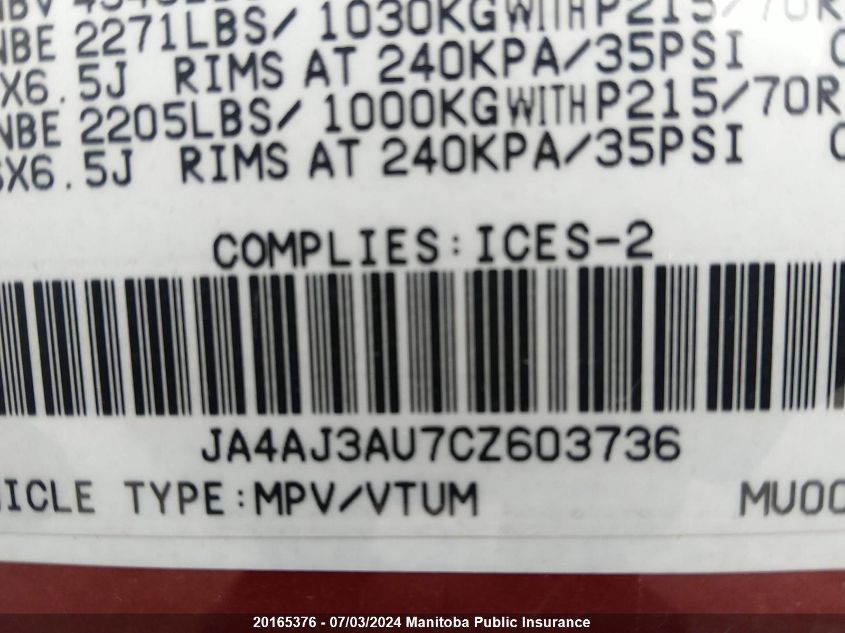 2271LBS/ 1030KG WITH P215/70R
X6.5J RIMS AT 240KPA/35PSI
NBE 2205LBS/ 1000KG WITH P215/70R
X6.5J RIMS AT 240KPA/35PSI
COMPLIES:ICES-2
JA4AJ3AU7CZ603736
ICLE TYPE:MPV/VTUM MU00
20165376 - 07/03/2024 Manitoba Public Insurance